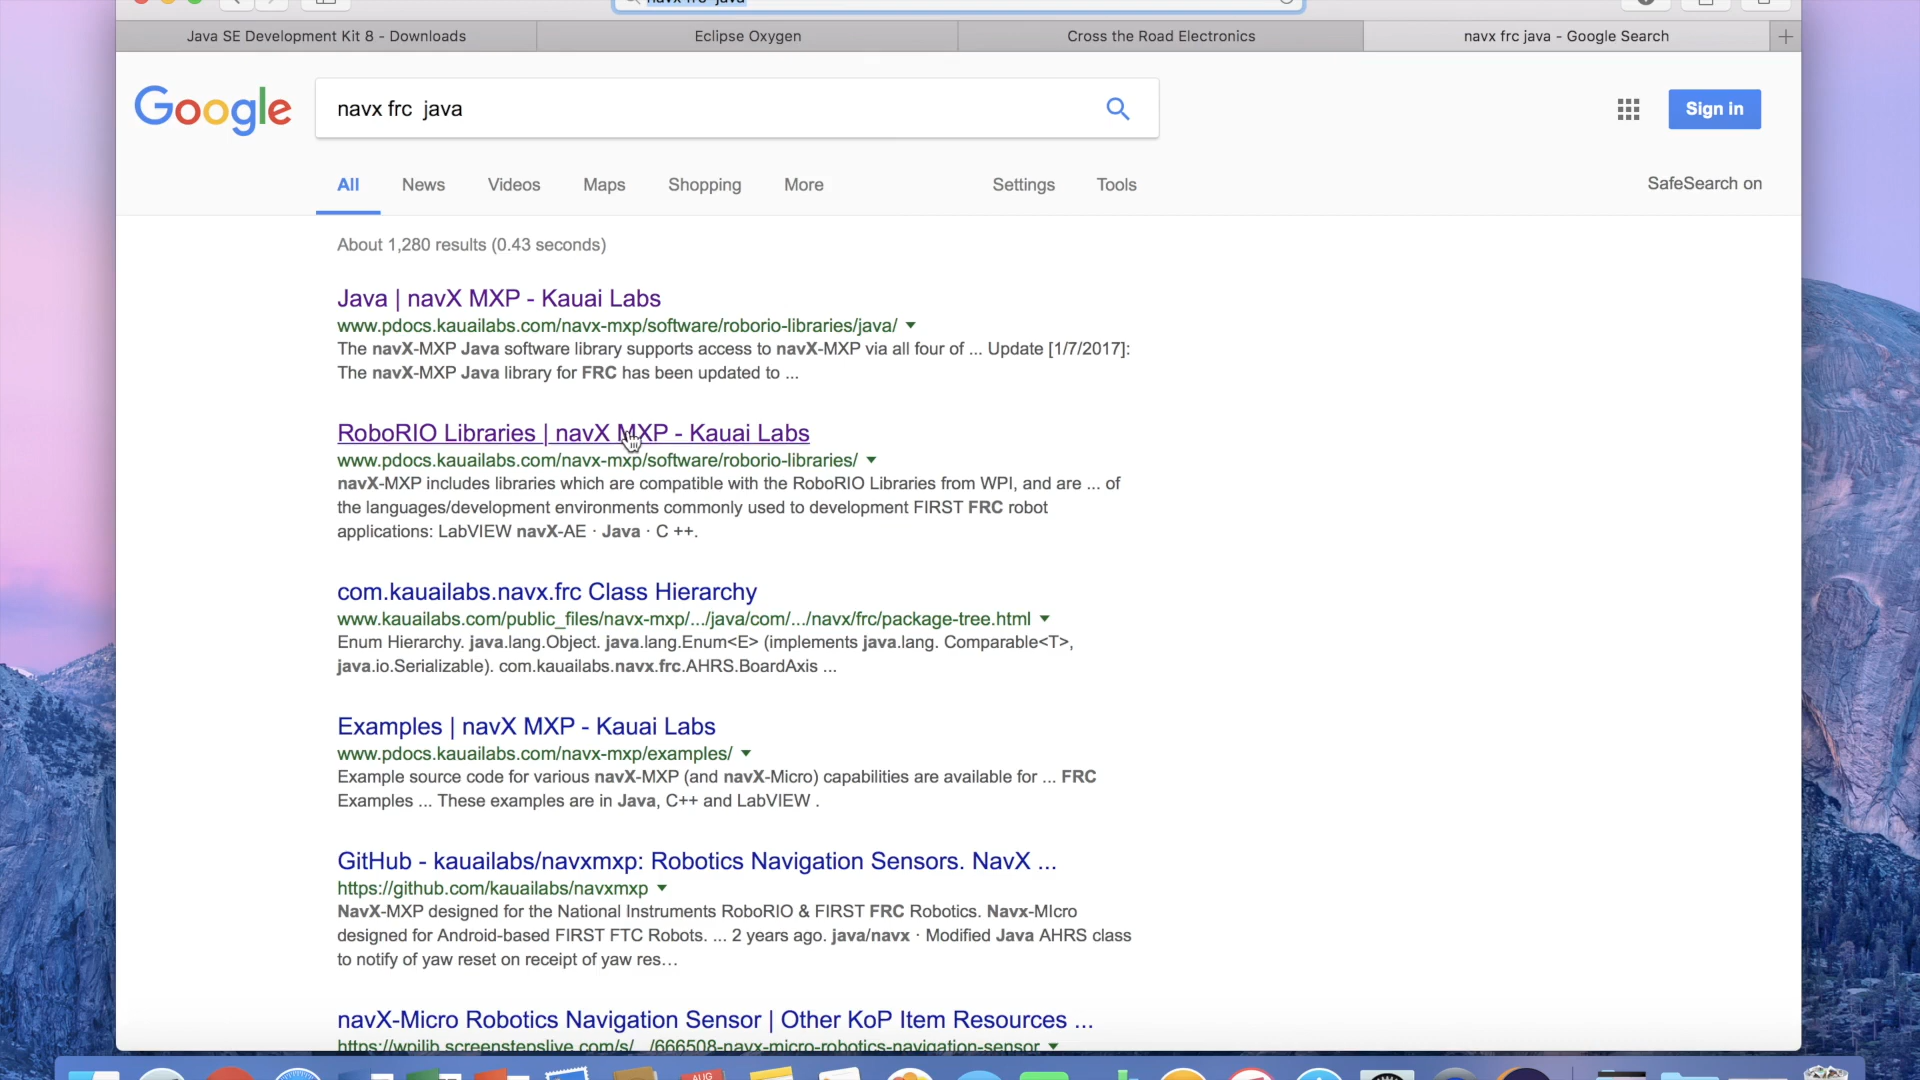 navx frc java
Java SE Development Kit 8 - Downloads
Eclipse Oxygen
Cross the Road Electronics
navx frc java - Google Search
Google
navx frc  java
Sign in
All
News
Videos
Maps
Shopping
More
Settings
Tools
SafeSearch on
About 1,280 results (0.43 seconds)
Java | navX MXP - Kauai Labs
www.pdocs.kauailabs.com/navx-mxp/software/roborio-libraries/java/
The navX-MXP Java software library supports access to navX-MXP via all four of ... Update [1/7/2017]:
The navX-MXP Java library for FRC has been updated to ...
RoboRIO Libraries | navX MXP - Kauai Labs
www.pdocs.kauailabs.com/navx-mxp/software/roborio-libraries/
navX-MXP includes libraries which are compatible with the RoboRIO Libraries from WPI, and are ... of
the languages/development environments commonly used to development FIRST FRC robot
applications: LabVIEW navX-AE · Java · C ++.
com.kauailabs.navx.frc Class Hierarchy
www.kauailabs.com/public_files/navx-mxp/.../java/com/.../navx/frc/package-tree.html
Enum Hierarchy. java.lang.Object. java.lang.Enum<E> (implements java.lang. Comparable<T>,
java.io.Serializable). com.kauailabs.navx.frc.AHRS.BoardAxis ...
Examples | navX MXP - Kauai Labs
www.pdocs.kauailabs.com/navx-mxp/examples/
Example source code for various navX-MXP (and navX-Micro) capabilities are available for ... FRC
Examples ... These examples are in Java, C++ and LabVIEW .
GitHub - kauailabs/navxmxp: Robotics Navigation Sensors. NavX ...
https://github.com/kauailabs/navxmxp
NavX-MXP designed for the National Instruments RoboRIO & FIRST FRC Robotics. Navx-MIcro
designed for Android-based FIRST FTC Robots. ... 2 years ago. java/navx · Modified Java AHRS class
to notify of yaw reset on receipt of yaw res...
navX-Micro Robotics Navigation Sensor | Other KoP Item Resources ...
https://wpilib.screenstepslive.com/s/.../666508-navx-micro-robotics-navigation-sensor
AUG